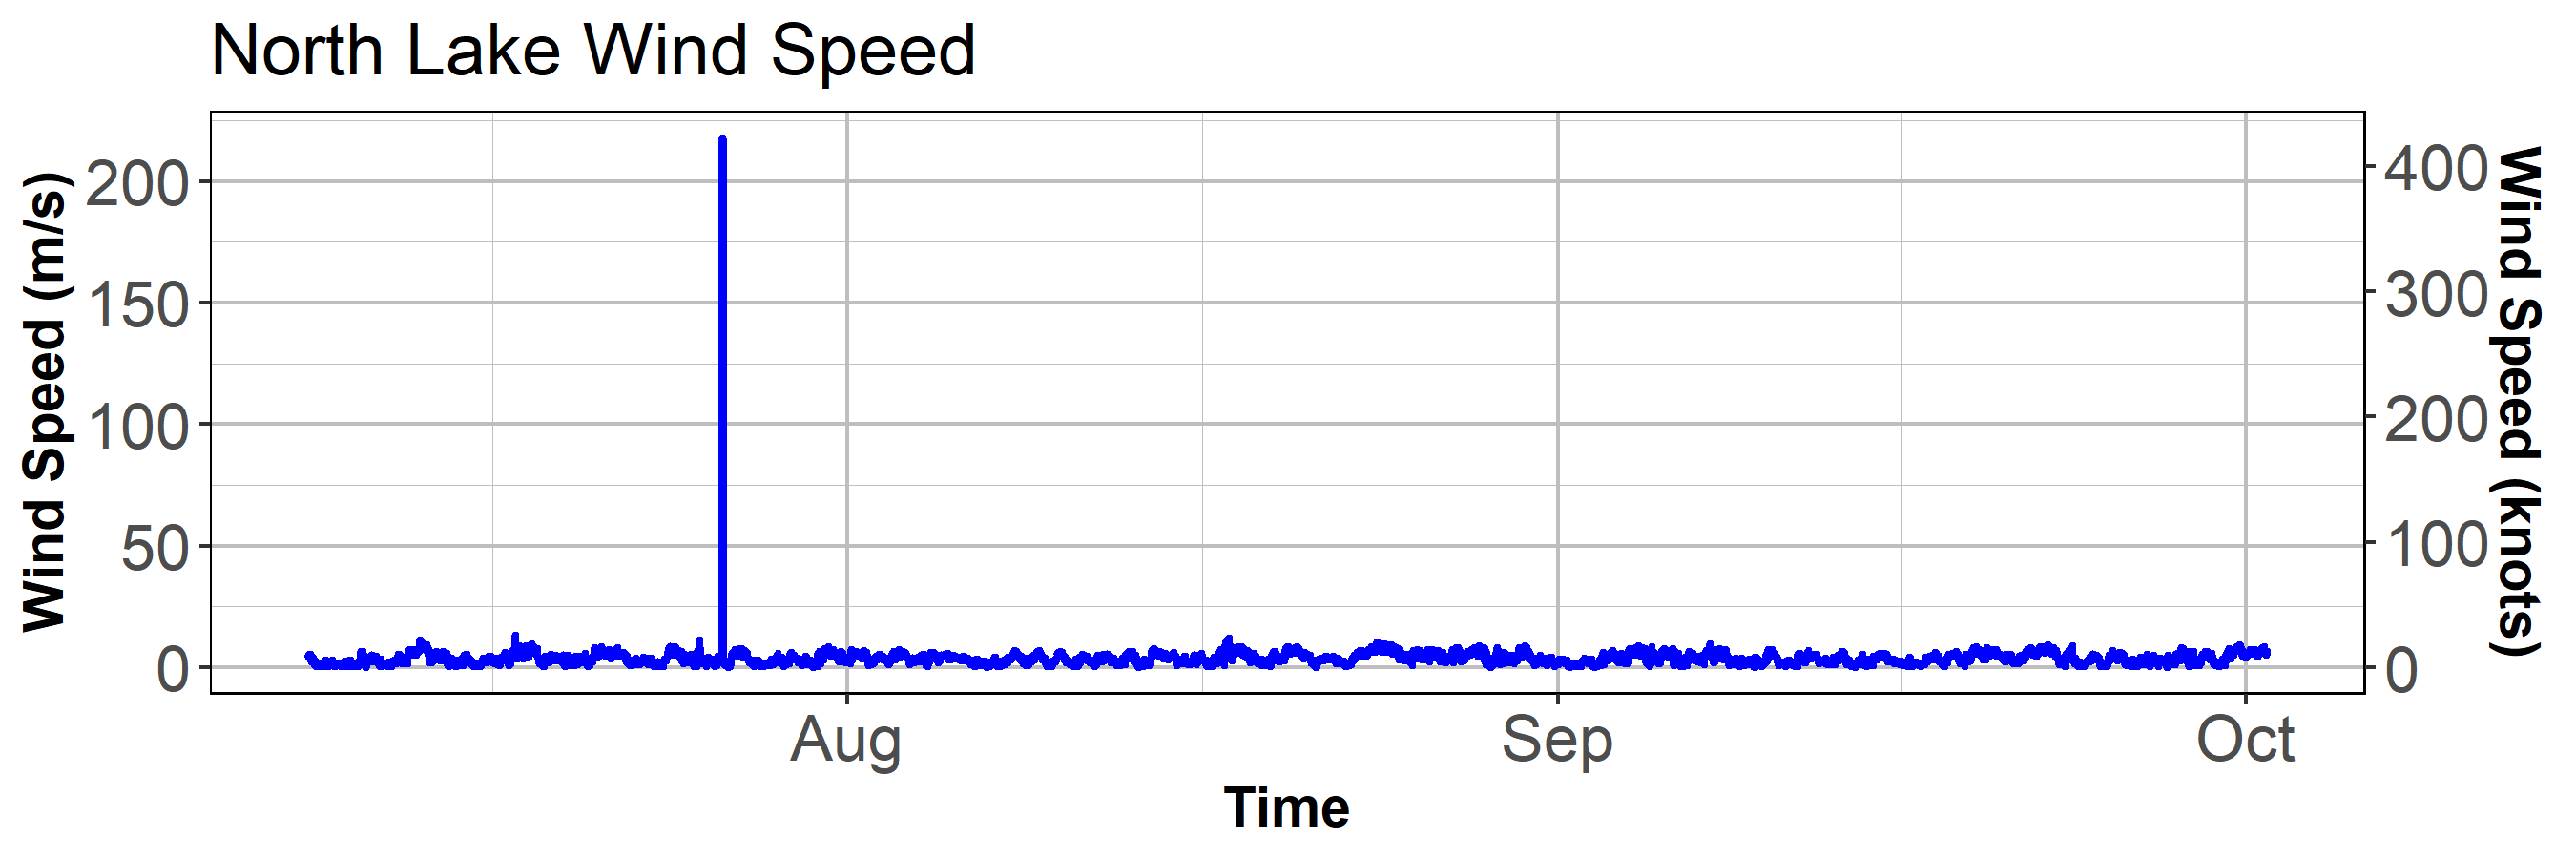 North Lake Wind Speed
Wind Speed (m/s)
200
150
100
50
0
400
300
200
100
0
Wind Speed (knots)
Aug
Sep
Oct
Time